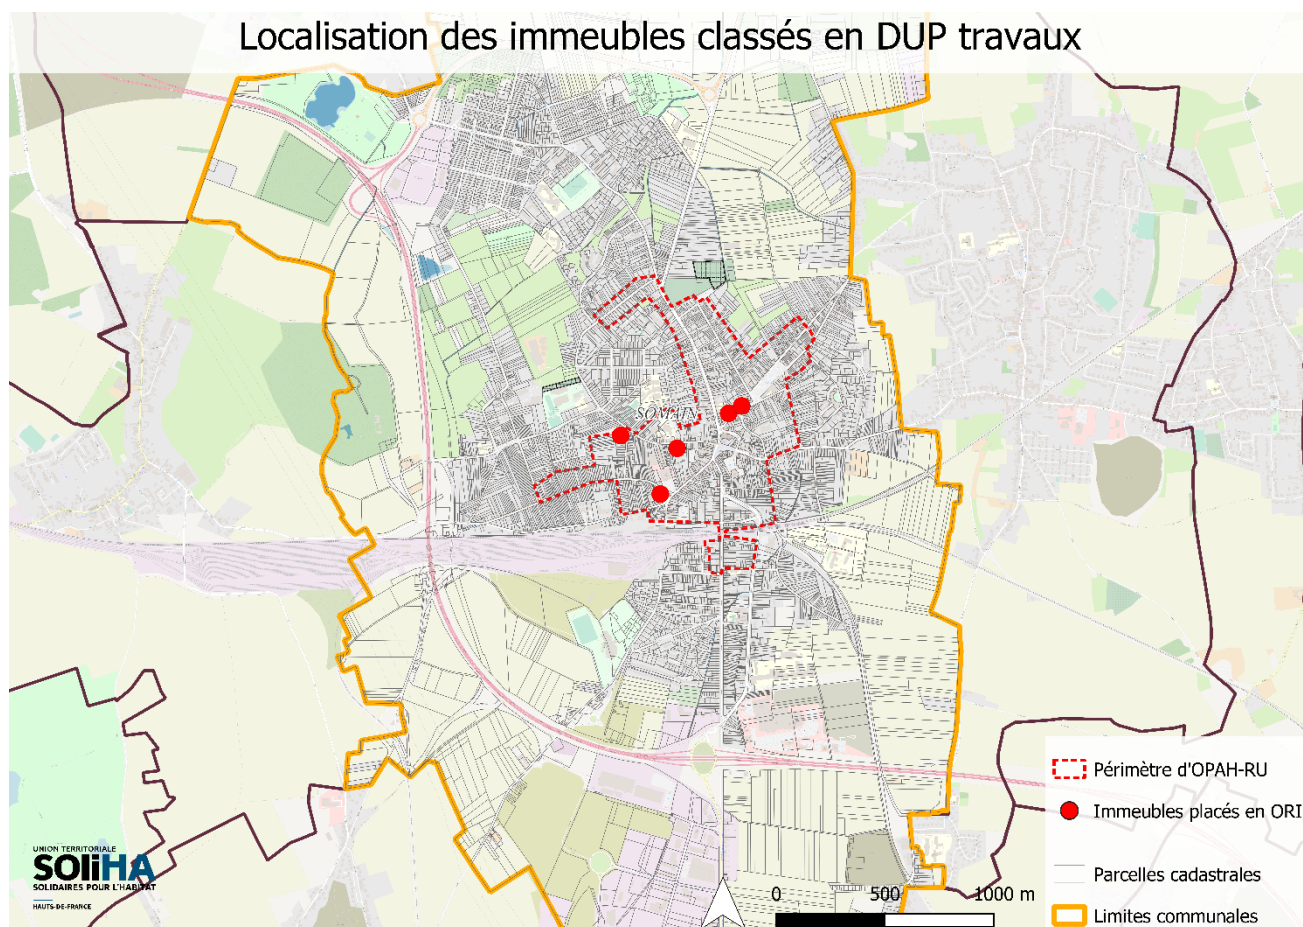 Localisation des immeubles classés en DUP travaux
SOMAIN
Périmètre d'OPAH-RU
Immeubles placés en ORI
Parcelles cadastrales
Limites communales
0 500 1000 m
UNION TERRITORIALE
SOLIHA
SOLIDAIRES POUR L'HABITAT
HAUTS-DE-FRANCE